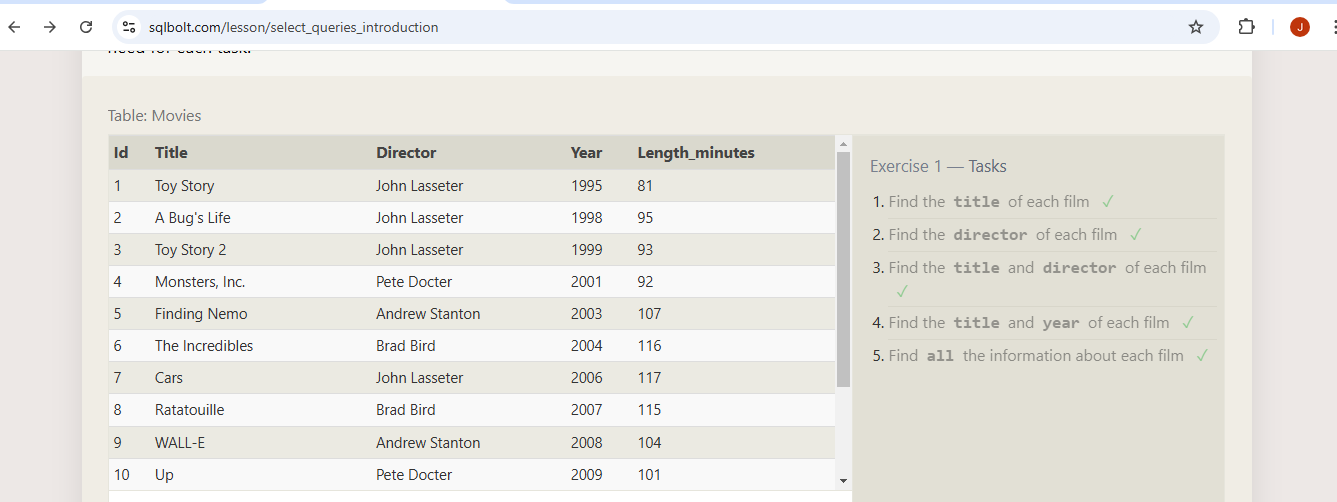 sqlbolt.com/lesson/select_queries_introduction
J
need for each task.
Table: Movies
Id Title Director Year Length_minutes
1 Toy Story John Lasseter 1995 81
2 A Bug's Life John Lasseter 1998 95
3 Toy Story 2 John Lasseter 1999 93
4 Monsters, Inc. Pete Docter 2001 92
5 Finding Nemo Andrew Stanton 2003 107
6 The Incredibles Brad Bird 2004 116
7 Cars John Lasseter 2006 117
8 Ratatouille Brad Bird 2007 115
9 WALL-E Andrew Stanton 2008 104
10 Up Pete Docter 2009 101
Exercise 1 — Tasks
1. Find the title of each film ✓
2. Find the director of each film ✓
3. Find the title and director of each film
✓
4. Find the title and year of each film ✓
5. Find all the information about each film ✓